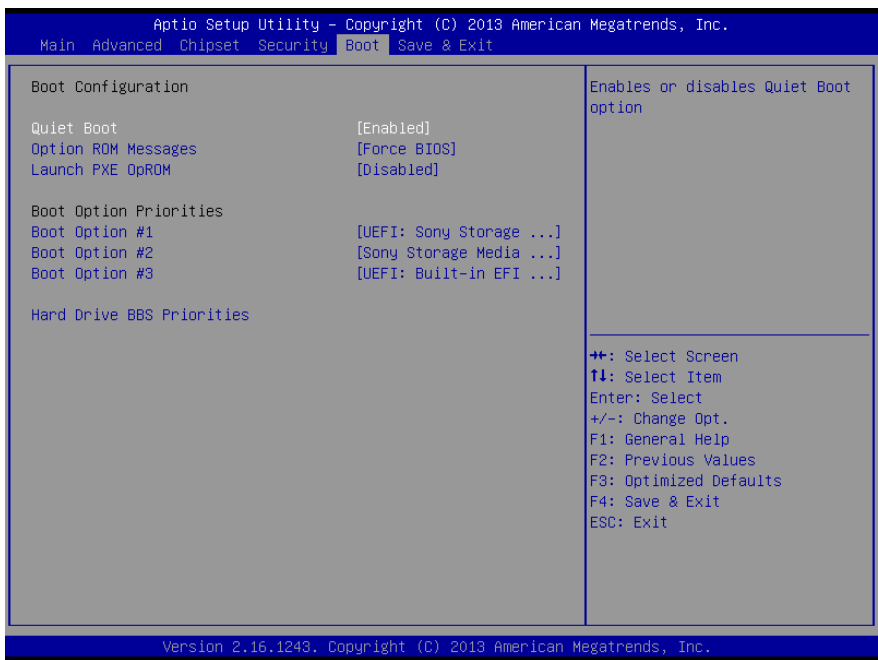 Aptio Setup Utility – Copyright (C) 2013 American Megatrends, Inc.
Main Advanced Chipset Security Boot Save & Exit
Boot Configuration
Quiet Boot [Enabled]
Option ROM Messages [Force BIOS]
Launch PXE OpROM [Disabled]
Boot Option Priorities
Boot Option #1 [UEFI: Sony Storage ...]
Boot Option #2 [Sony Storage Media ...]
Boot Option #3 [UEFI: Built-in EFI ...]
Hard Drive BBS Priorities
Enables or disables Quiet Boot
option
→←: Select Screen
↑↓: Select Item
Enter: Select
+/-: Change Opt.
F1: General Help
F2: Previous Values
F3: Optimized Defaults
F4: Save & Exit
ESC: Exit
Version 2.16.1243. Copyright (C) 2013 American Megatrends, Inc.